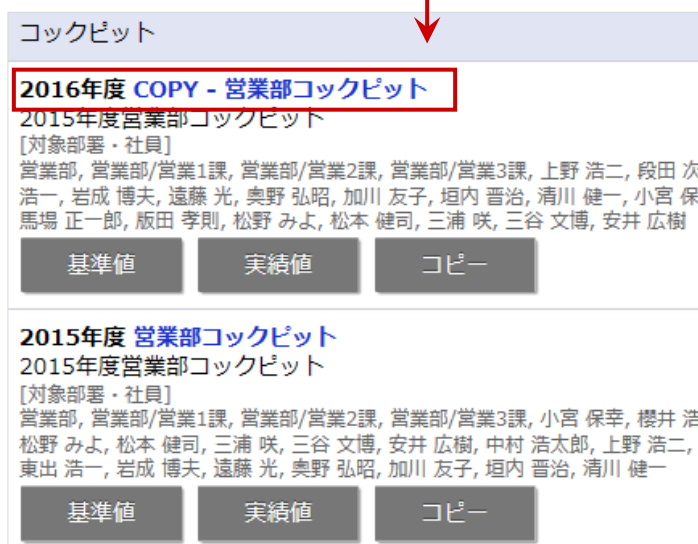 コックピット
2016年度 COPY - 営業部コックピット
2015年度営業部コックピット
[対象部署・社員]
営業部, 営業部/営業1課, 営業部/営業2課, 営業部/営業3課, 上野 浩二, 段田 次
浩一, 岩成 博夫, 遠藤 光, 奥野 弘昭, 加川 友子, 垣内 晋治, 清川 健一, 小宮 保
馬場 正一郎, 版田 孝則, 松野 みよ, 松本 健司, 三浦 咲, 三谷 文博, 安井 広樹
基準値 実績値 コピー
2015年度 営業部コックピット
2015年度営業部コックピット
[対象部署・社員]
営業部, 営業部/営業1課, 営業部/営業2課, 営業部/営業3課, 小宮 保幸, 櫻井 浩
松野 みよ, 松本 健司, 三浦 咲, 三谷 文博, 安井 広樹, 中村 浩太郎, 上野 浩二,
東出 浩一, 岩成 博夫, 遠藤 光, 奥野 弘昭, 加川 友子, 垣内 晋治, 清川 健一
基準値 実績値 コピー